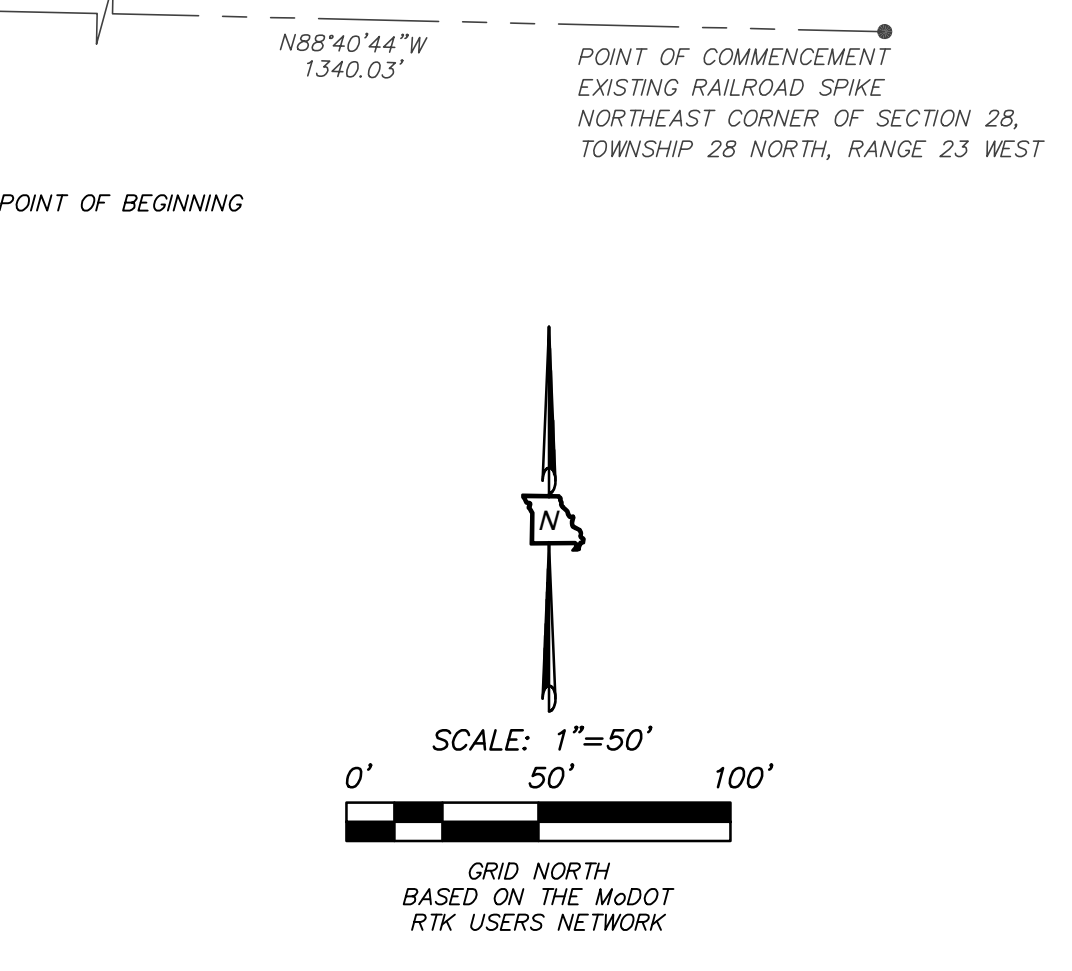 N88°40'44"W
1340.03'
POINT OF COMMENCEMENT
EXISTING RAILROAD SPIKE
NORTHEAST CORNER OF SECTION 28,
TOWNSHIP 28 NORTH, RANGE 23 WEST
POINT OF BEGINNING
N
SCALE: 1"=50'
0' 50' 100'
GRID NORTH
BASED ON THE MoDOT
RTK USERS NETWORK